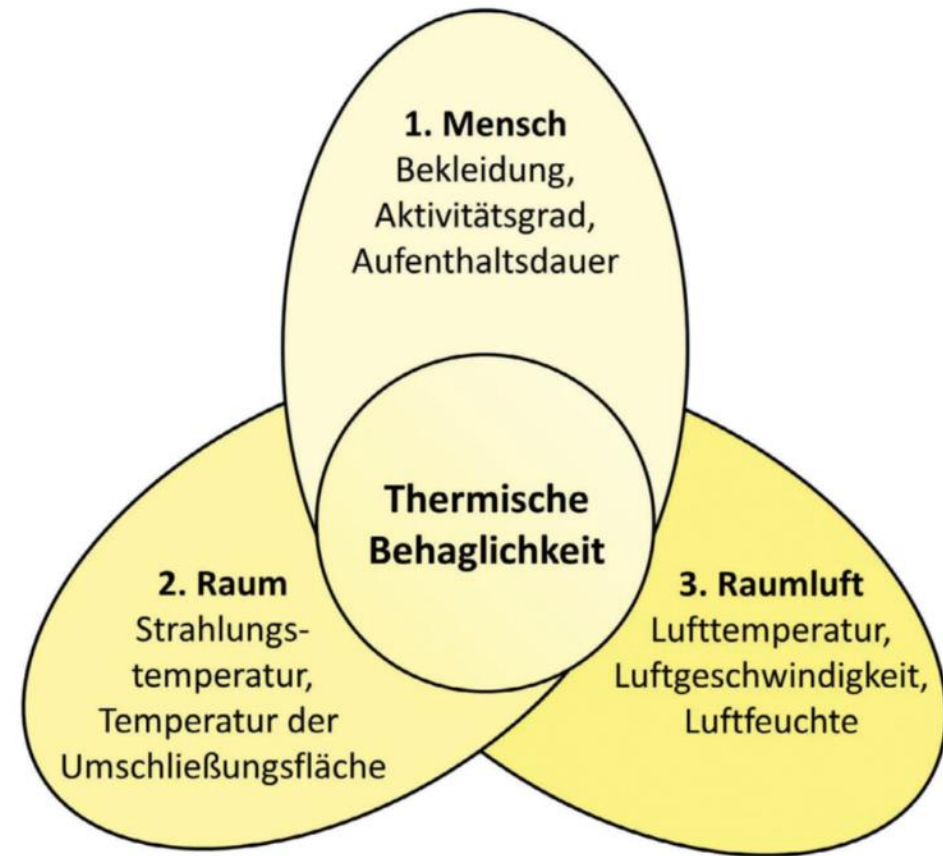 1. Mensch
Bekleidung,
Aktivitätsgrad,
Aufenthaltsdauer
Thermische
Behaglichkeit
2. Raum
Strahlungs-
temperatur,
Temperatur der
Umschließungsfläche
3. Raumluft
Lufttemperatur,
Luftgeschwindigkeit,
Luftfeuchte